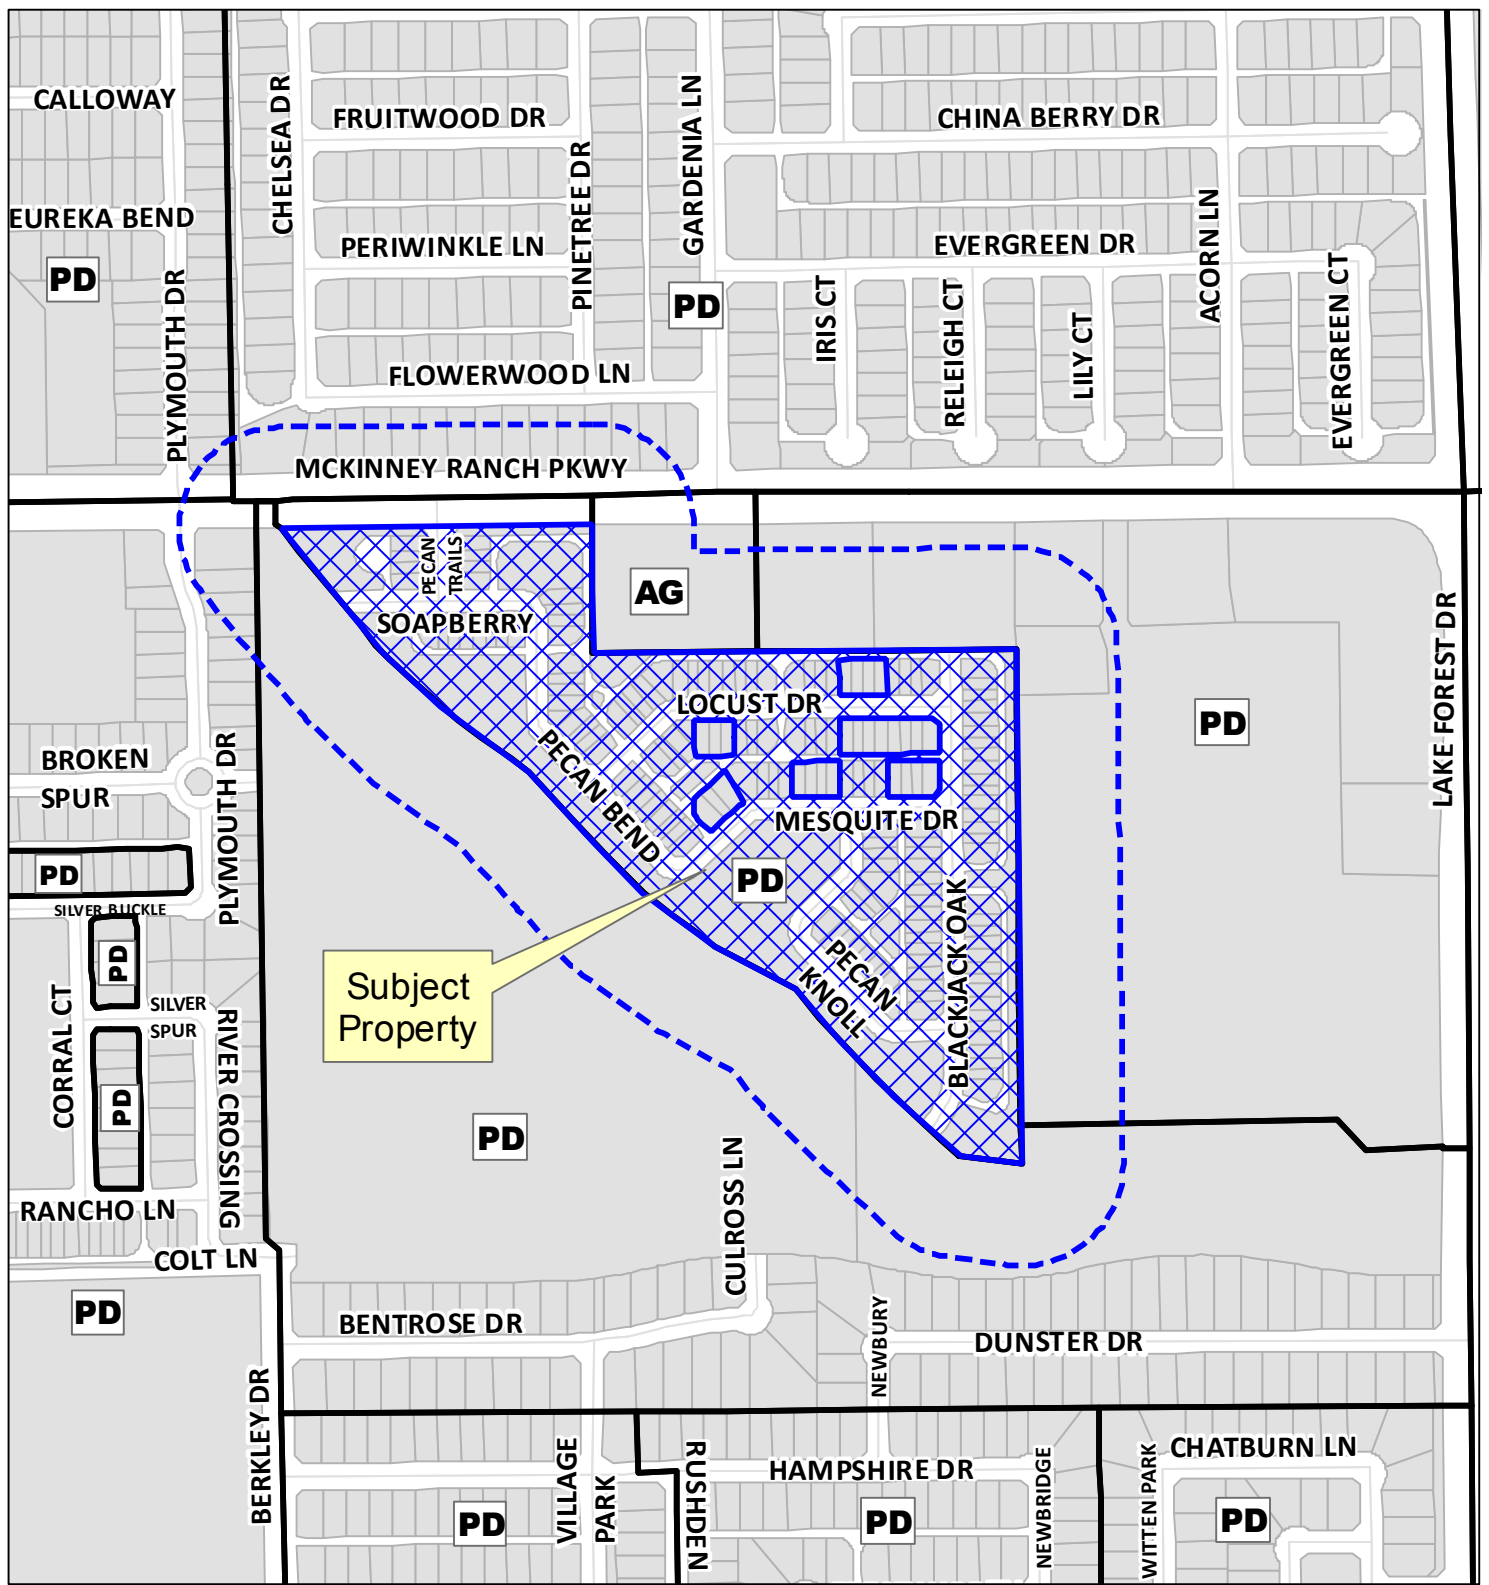 CALLOWAY
CHELSEA DR
FRUITWOOD DR
GARDENIA LN
CHINA BERRY DR
EUREKA BEND
PERIWINKLE LN
PINETREE DR
EVERGREEN DR
ACORN LN
PD
PLYMOUTH DR
PD
IRIS CT
RELEIGH CT
LILY CT
EVERGREEN CT
FLOWERWOOD LN
MCKINNEY RANCH PKWY
PECAN
TRAILS
AG
SOAPBERRY
LAKE FOREST DR
LOCUST DR
PD
BROKEN
SPUR
PLYMOUTH DR
PECAN BEND
MESQUITE DR
PD
PD
SILVER BUCKLE
BLACKJACK OAK
PD
PECAN
KNOLL
Subject
Property
CORRAL CT
SILVER
SPUR
RIVER CROSSING
PD
PD
RANCHO LN
COLT LN
CULROSS LN
PD
BENTROSE DR
NEWBURY
DUNSTER DR
BERKLEY DR
VILLAGE
PARK
RUSHDEN
HAMPSHIRE DR
NEWBRIDGE
WITTEN PARK
CHATBURN LN
PD
PD
PD